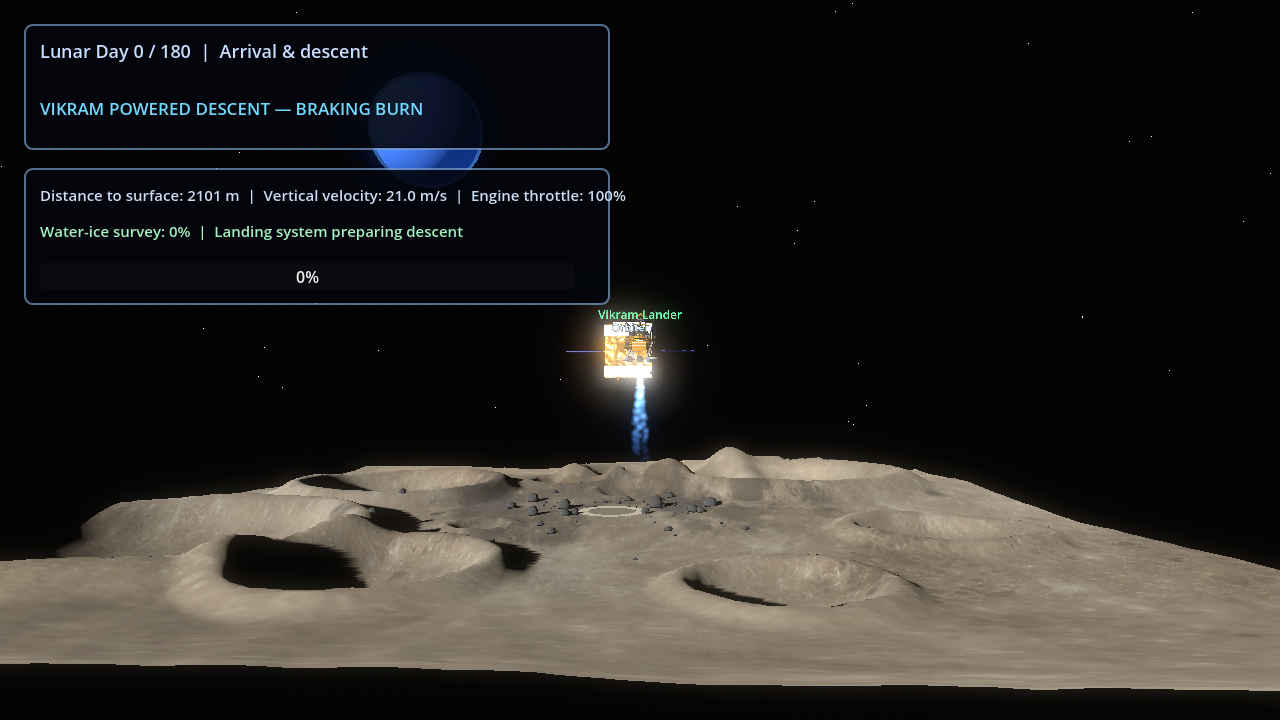 Lunar Day 0 / 180 | Arrival & descent
VIKRAM POWERED DESCENT — BRAKING BURN
Distance to surface: 2101 m | Vertical velocity: 21.0 m/s | Engine throttle: 100%
Water-ice survey: 0% | Landing system preparing descent
0%
Vikram Lander